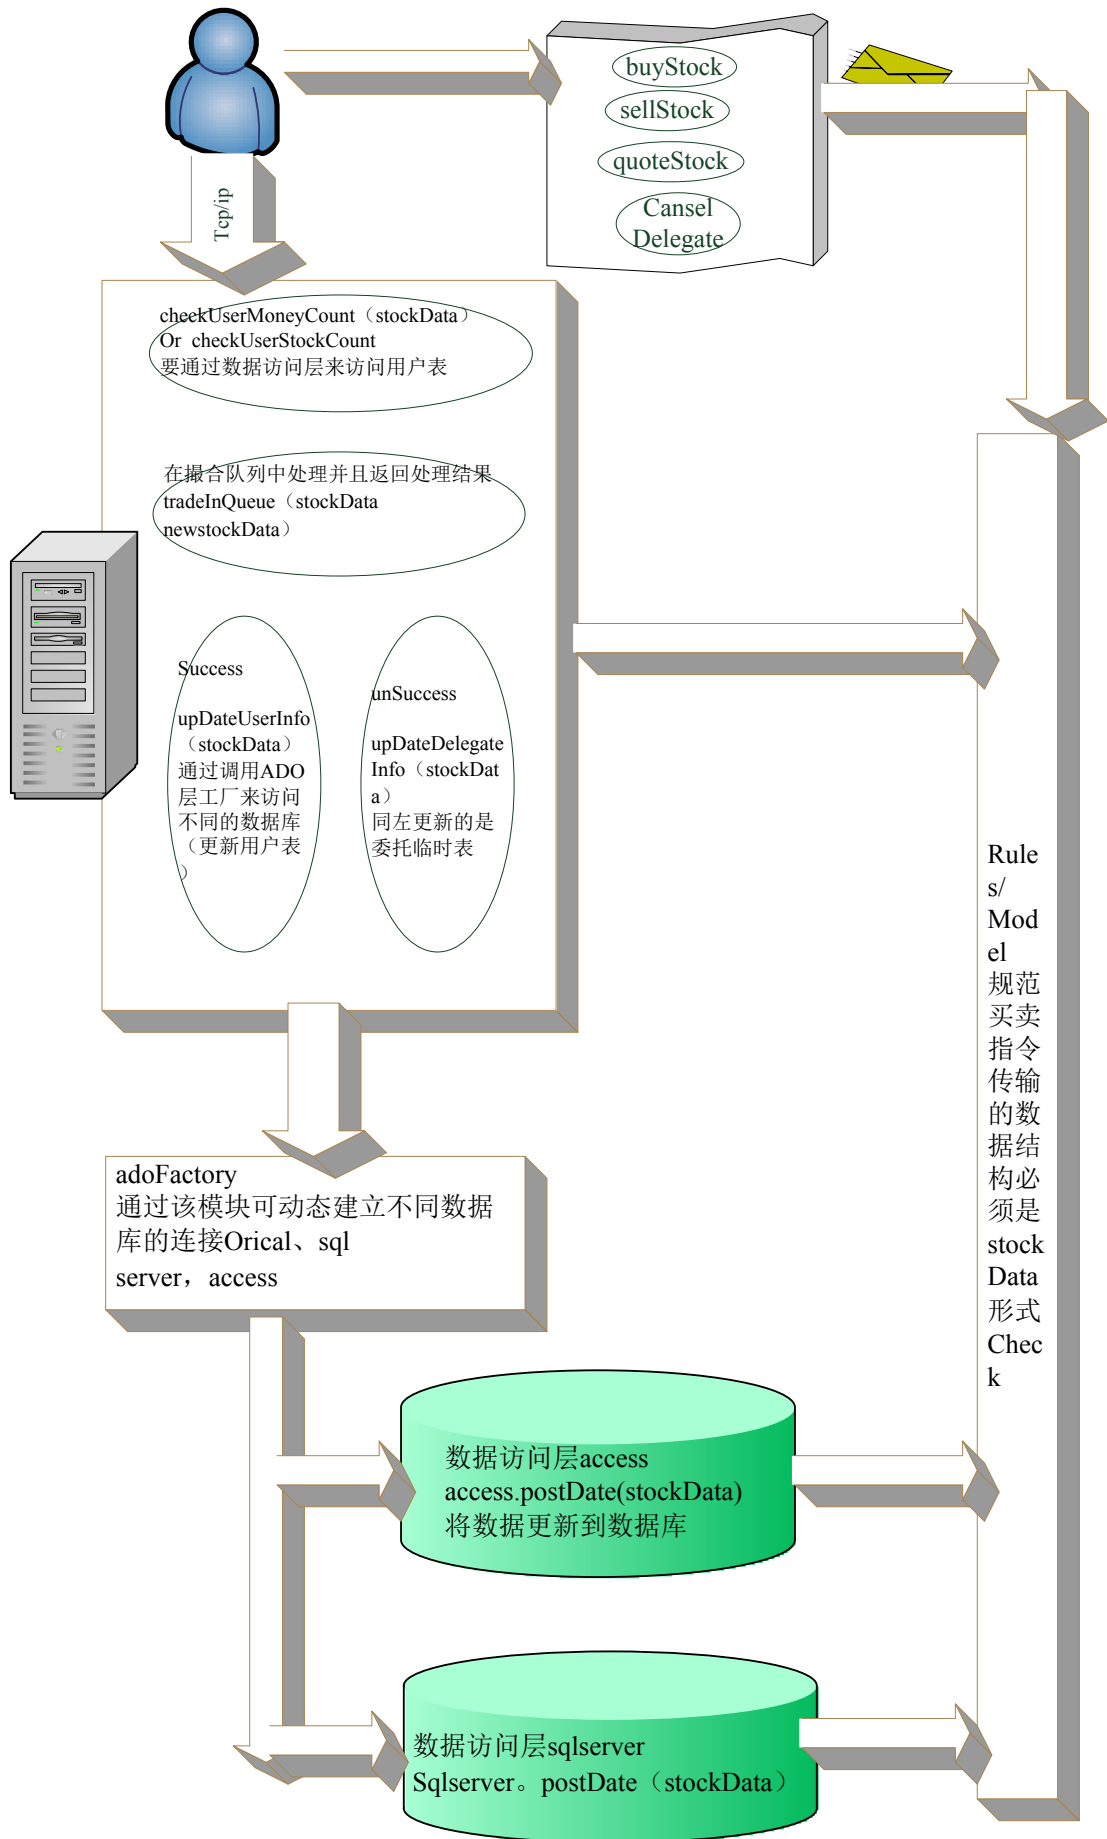 buyStock
sellStock
quoteStock
Cansel
Delegate
Tcp/ip
checkUserMoneyCount（stockData）
Or  checkUserStockCount
要通过数据访问层来访问用户表
在撮合队列中处理并且返回处理结果
tradeInQueue（stockData
newstockData）
Success
upDateUserInfo
（stockData）
通过调用ADO
层工厂来访问
不同的数据库
（更新用户表
）
unSuccess
upDateDelegate
Info（stockDat
a）
同左更新的是
委托临时表
adoFactory
通过该模块可动态建立不同数据
库的连接Orical、sql
server，access
数据访问层access
access.postDate(stockData)
将数据更新到数据库
数据访问层sqlserver
Sqlserver。postDate（stockData）
Rule
s/
Mod
el
规范
买卖
指令
传输
的数
据结
构必
须是
stock
Data
形式
Chec
k